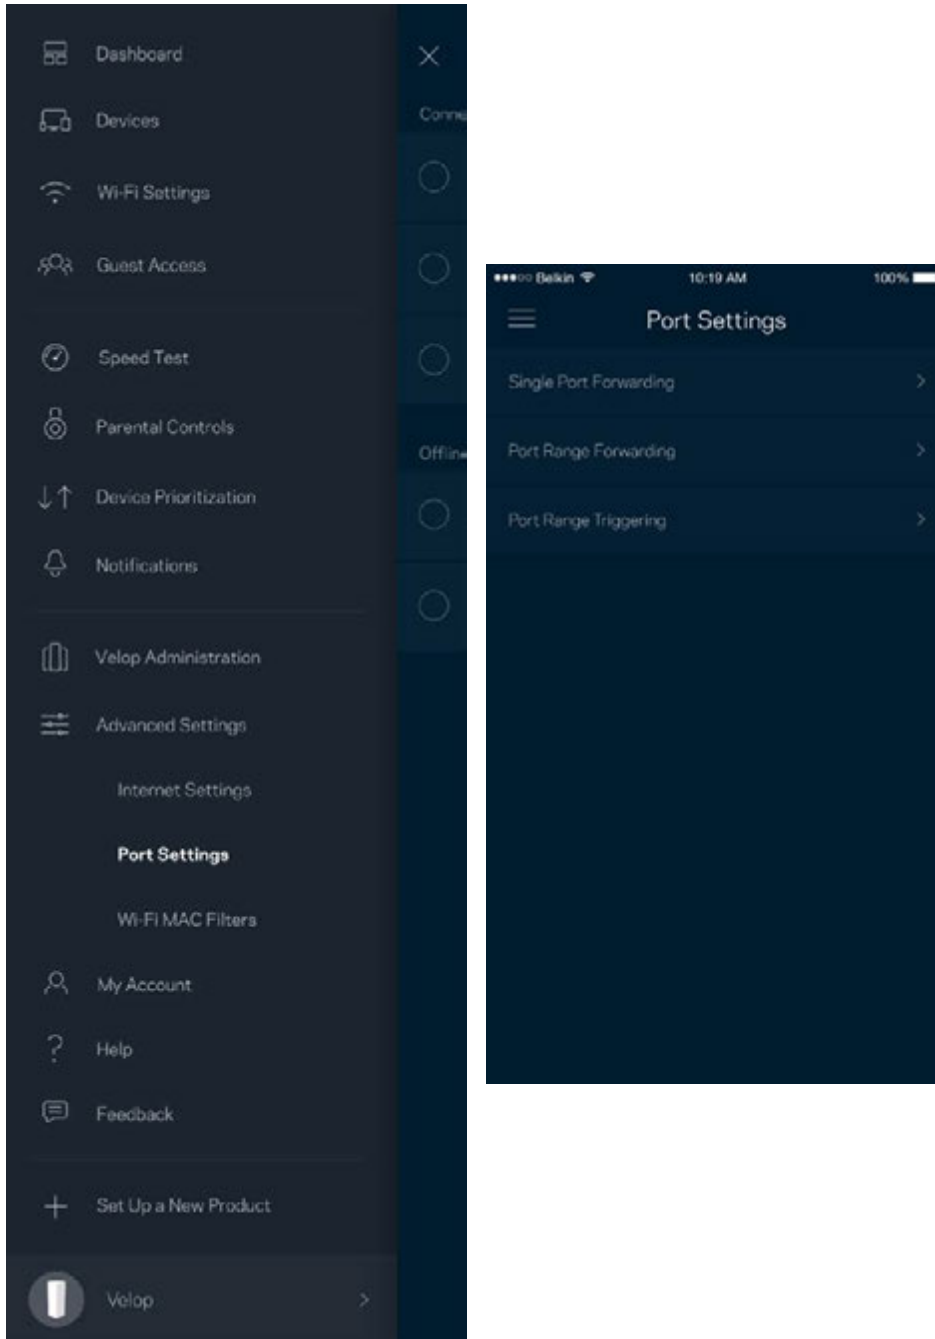 Dashboard
Devices
Wi-Fi Settings
Guest Access
Speed Test
Parental Controls
Device Prioritization
Notifications
Velop Administration
Advanced Settings
Internet Settings
Port Settings
Wi-Fi MAC Filters
My Account
Help
Feedback
Set Up a New Product
Velop
Belkin 10:19 AM 100%
Port Settings
Single Port Forwarding
Port Range Forwarding
Port Range Triggering